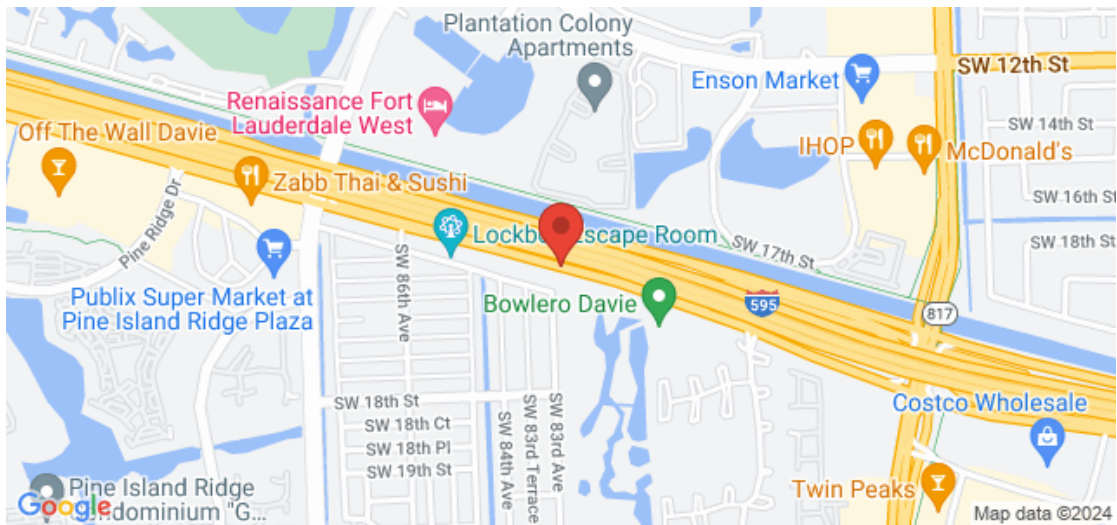 Plantation Colony
Apartments
SW 12th St
Enson Market
Renaissance Fort
Lauderdale West
SW 14th St
Off The Wall Davie
IHOP
McDonald's
Zabb Thai & Sushi
SW 16th St
Pine Ridge Dr
Lockbox Escape Room
SW 17th St
SW 18th St
Publix Super Market at
Pine Island Ridge Plaza
SW 86th Ave
Bowlero Davie
595
817
SW 18th St
Costco Wholesale
SW 18th Ct
SW 18th Pl
SW 19th St
SW 84th Ave
SW 83rd Terrace
SW 83rd Ave
Pine Island Ridge
Condominium "G...
Twin Peaks
Google
Map data ©2024